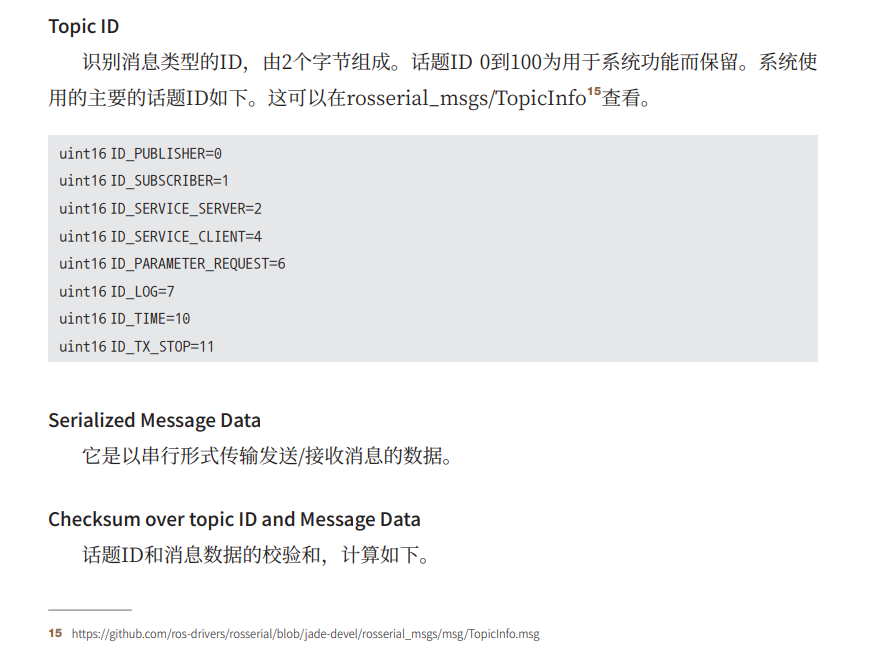 Topic ID
识别消息类型的ID，由2个字节组成。话题ID 0到100为用于系统功能而保留。系统使
用的主要的话题ID如下。这可以在rosserial_msgs/TopicInfo15查看。
uint16 ID_PUBLISHER=0
uint16 ID_SUBSCRIBER=1
uint16 ID_SERVICE_SERVER=2
uint16 ID_SERVICE_CLIENT=4
uint16 ID_PARAMETER_REQUEST=6
uint16 ID_LOG=7
uint16 ID_TIME=10
uint16 ID_TX_STOP=11
Serialized Message Data
它是以串行形式传输发送/接收消息的数据。
Checksum over topic ID and Message Data
话题ID和消息数据的校验和，计算如下。
15 https://github.com/ros-drivers/rosserial/blob/jade-devel/rosserial_msgs/msg/TopicInfo.msg